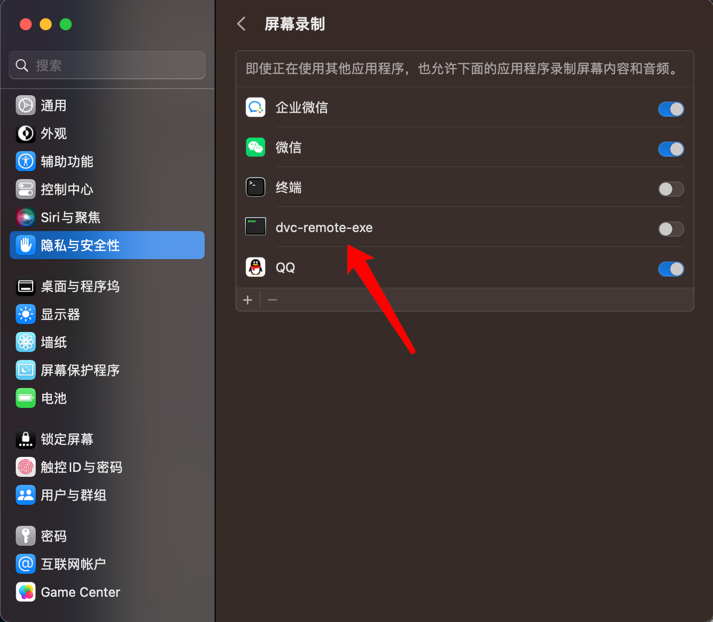 屏幕录制
搜索
通用
外观
辅助功能
控制中心
Siri与聚焦
隐私与安全性
桌面与程序坞
显示器
墙纸
屏幕保护程序
电池
锁定屏幕
触控ID与密码
用户与群组
密码
互联网帐户
Game Center
即使正在使用其他应用程序，也允许下面的应用程序录制屏幕内容和音频。
企业微信
微信
终端
dvc-remote-exe
QQ